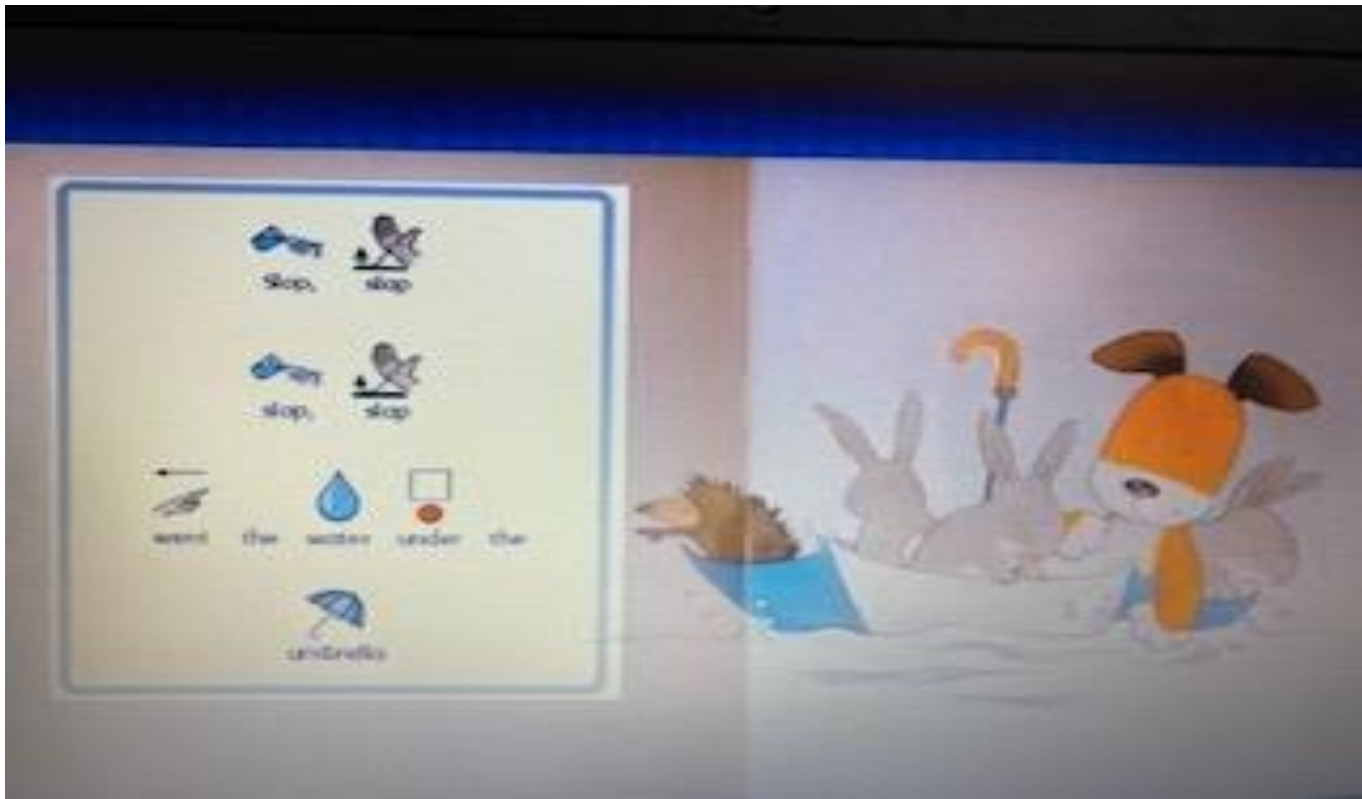 Slop, slop
slop, slop
went the water under the
umbrella